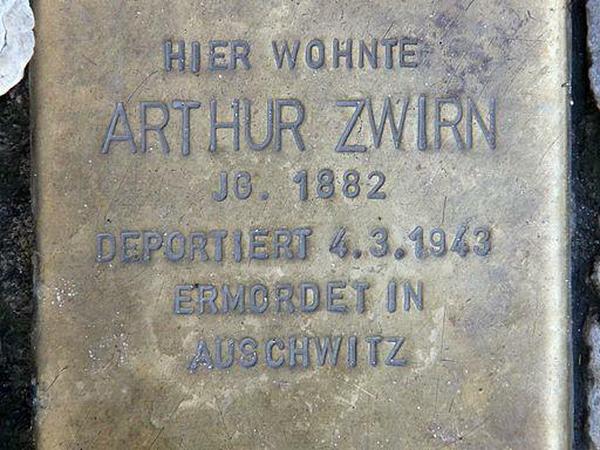 HIER WOHNTE
ARTHUR ZWIRN
JG. 1882
DEPORTIERT 4.3.1943
ERMORDET IN
AUSCHWITZ